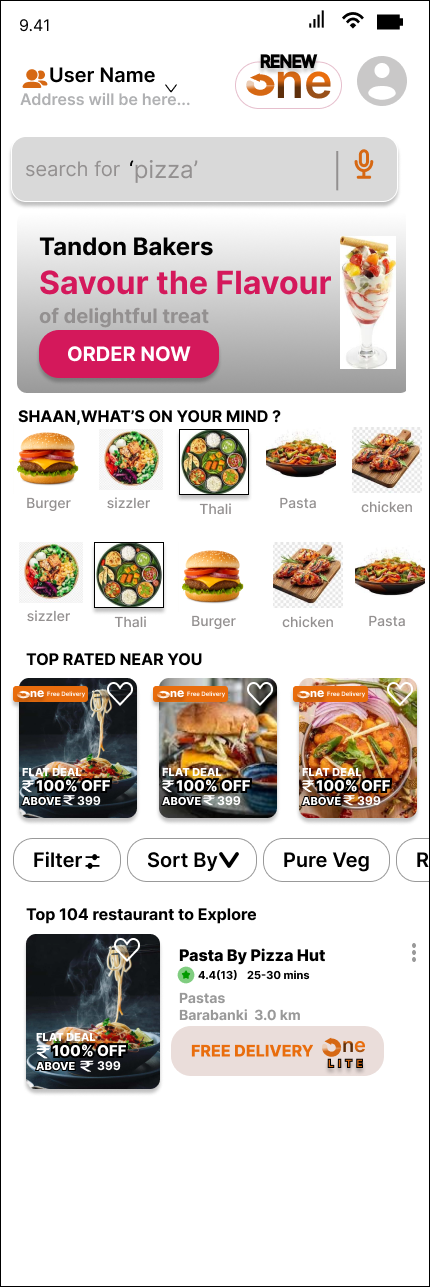 9.41
User Name
Address will be here...
RENEW
one
search for 'pizza'
Tandon Bakers
Savour the Flavour
of delightful treat
ORDER NOW
SHAAN,WHAT'S ON YOUR MIND ?
Burger
sizzler
Thali
Pasta
chicken
sizzler
Thali
Burger
chicken
Pasta
TOP RATED NEAR YOU
one Free Delivery
one Free Delivery
one Free Delivery
FLAT DEAL
₹ 100% OFF
ABOVE ₹ 399
FLAT DEAL
₹ 100% OFF
ABOVE ₹ 399
FLAT DEAL
₹ 100% OFF
ABOVE ₹ 399
Filter
Sort By
Pure Veg
R
Top 104 restaurant to Explore
FLAT DEAL
₹ 100% OFF
ABOVE ₹ 399
Pasta By Pizza Hut
4.4(13) 25-30 mins
Pastas
Barabanki 3.0 km
FREE DELIVERY one
LITE